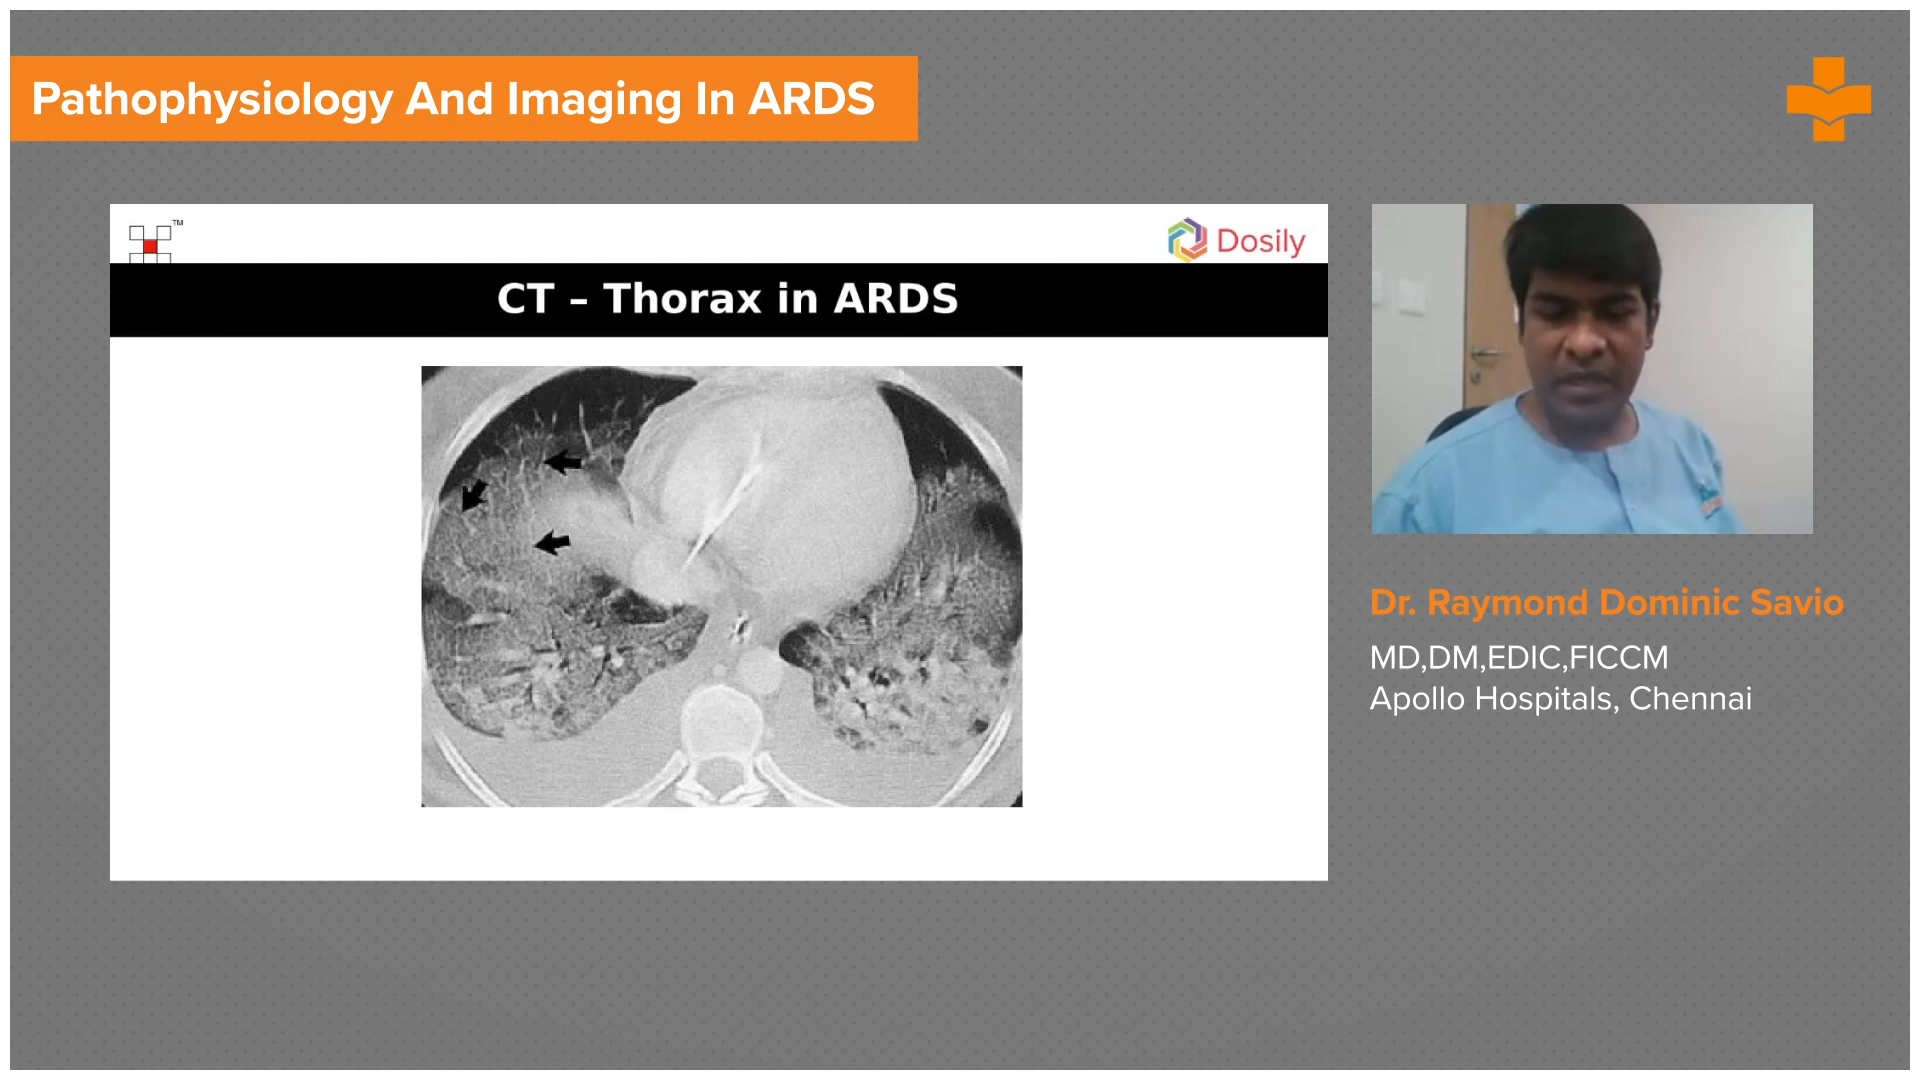 Pathophysiology And Imaging In ARDS
TM
Dosily
CT – Thorax in ARDS
Dr. Raymond Dominic Savio
MD,DM,EDIC,FICCM
Apollo Hospitals, Chennai